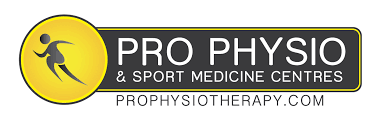 PRO PHYSIO
& SPORT MEDICINE CENTRES
PROPHYSIOTHERAPY.COM